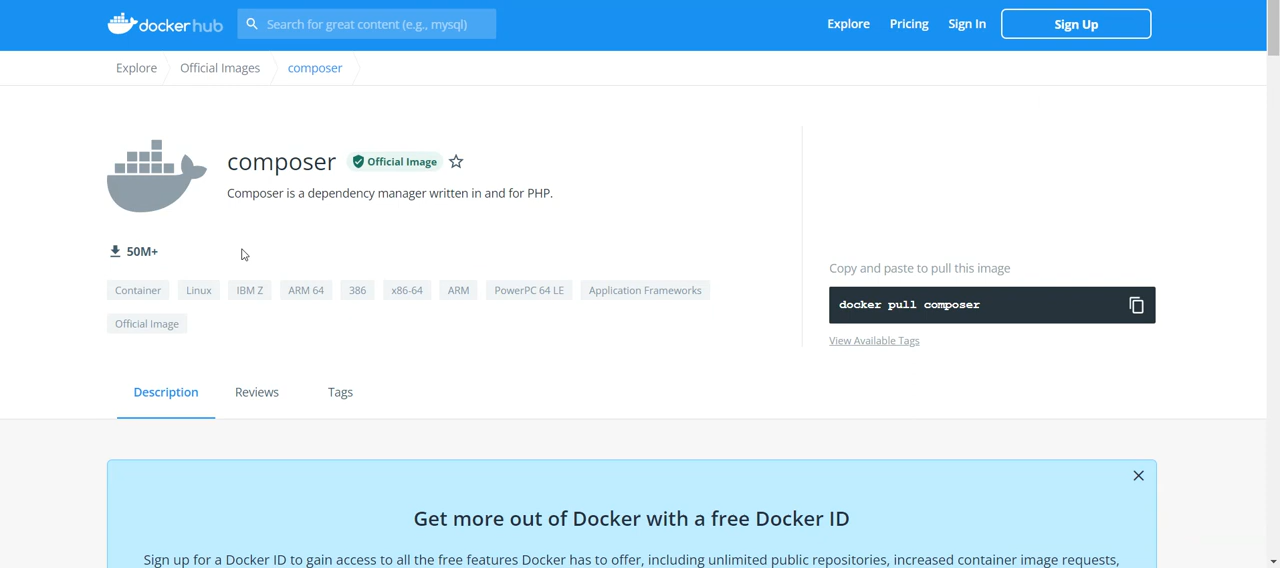 docker hub
Search for great content (e.g., mysql)
Explore
Pricing
Sign In
Sign Up
Explore
Official Images
composer
composer
Official Image
Composer is a dependency manager written in and for PHP.
50M+
Container
Linux
IBM Z
ARM 64
386
x86-64
ARM
PowerPC 64 LE
Application Frameworks
Official Image
Copy and paste to pull this image
docker pull composer
View Available Tags
Description
Reviews
Tags
Get more out of Docker with a free Docker ID
Sign up for a Docker ID to gain access to all the free features Docker has to offer, including unlimited public repositories, increased container image requests,